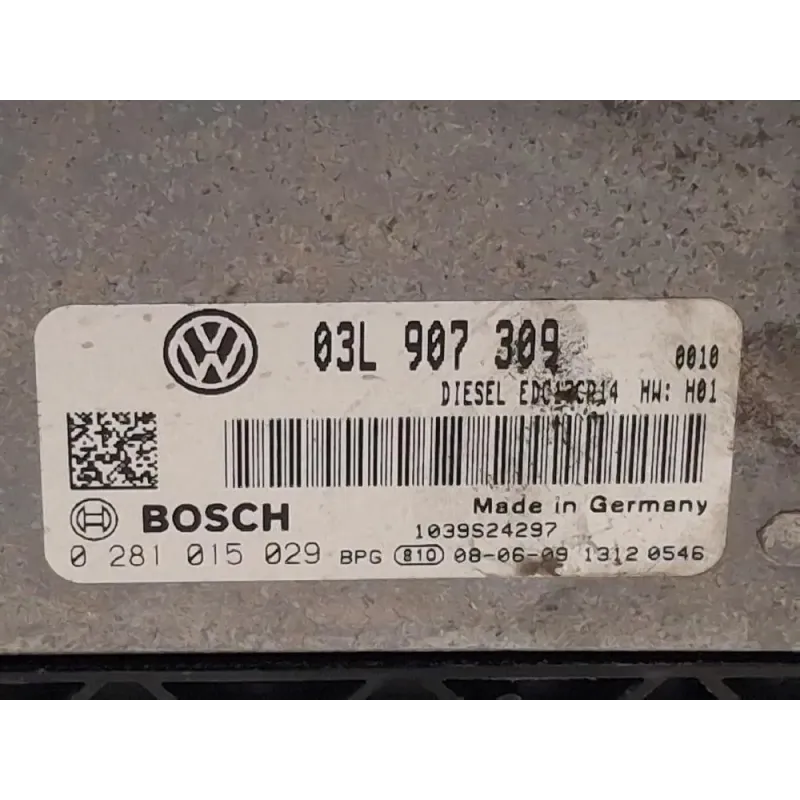 03L 907 309
0010
DIESEL EDC17CP14 HW: H01
BOSCH
Made in Germany
1039S24297
0 281 015 029 BPG 810 08-06-09 1312 0546